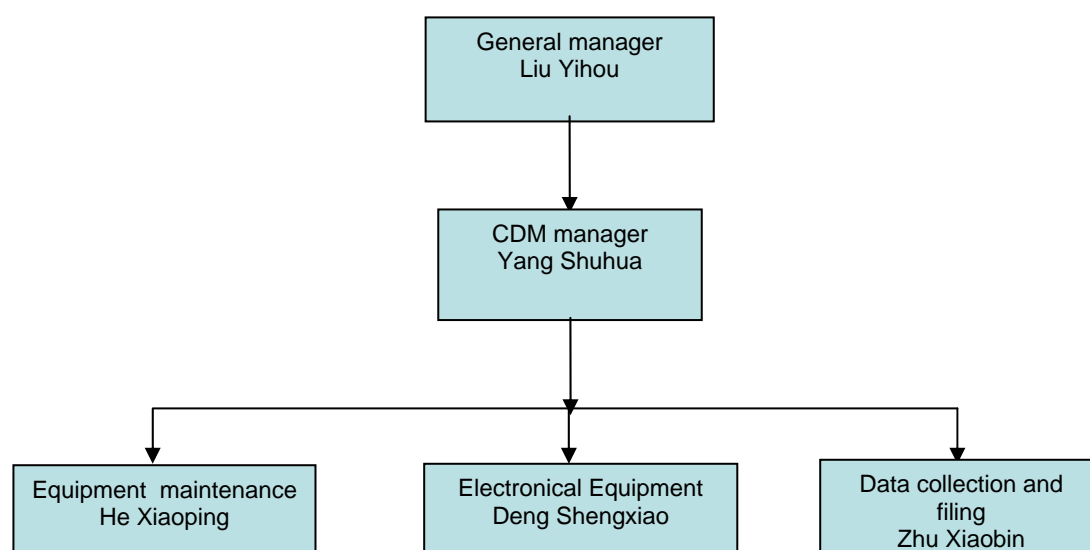 General manager
Liu Yihou
CDM manager
Yang Shuhua
Equipment  maintenance
He Xiaoping
Electronical Equipment
Deng Shengxiao
Data collection and
filing
Zhu Xiaobin